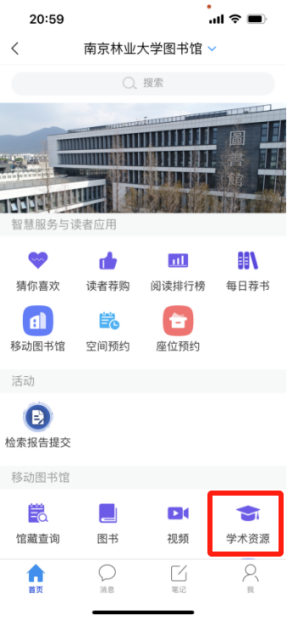 20:59
南京林业大学图书馆
搜索
圖書館
智慧服务与读者应用
猜你喜欢 读者荐购 阅读排行榜 每日荐书
移动图书馆 空间预约 座位预约
活动
检索报告提交
移动图书馆
馆藏查询 图书 视频 学术资源
首页 消息 笔记 我